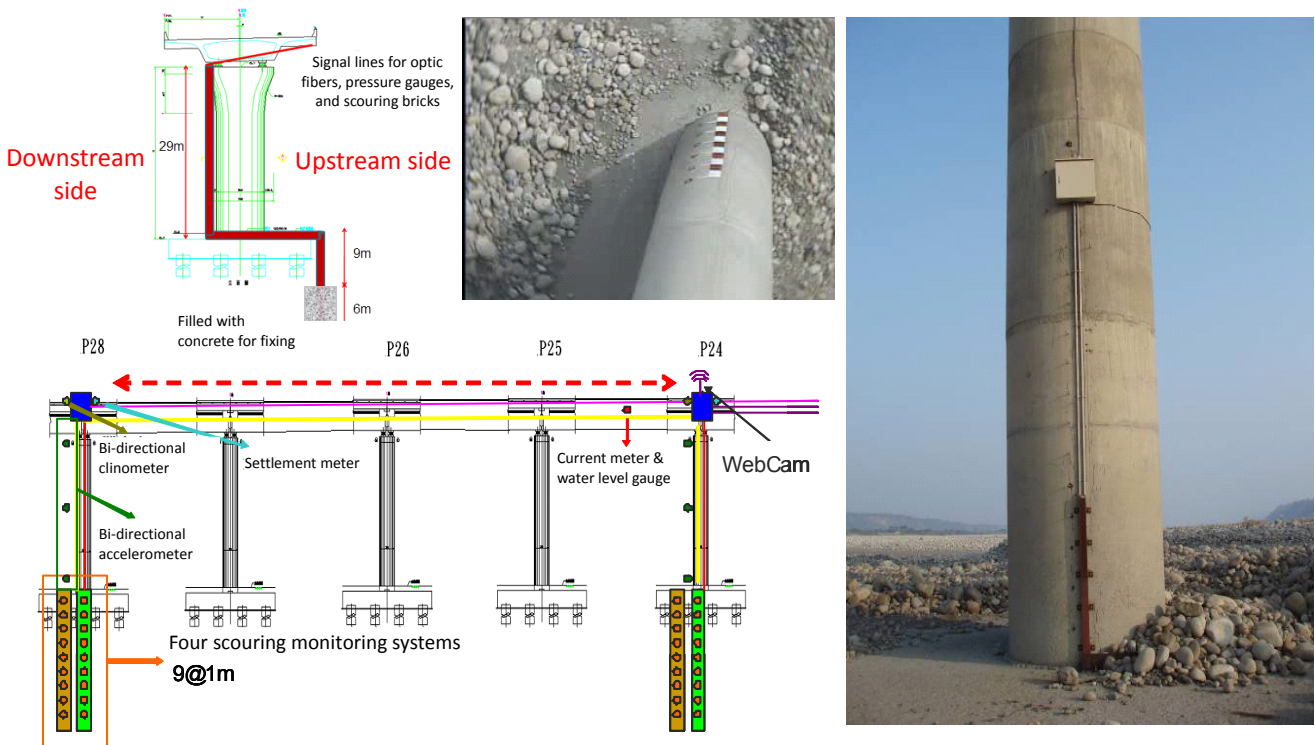 Signal lines for optic
fibers, pressure gauges,
and scouring bricks
29m
Downstream
side
Upstream side
9m
6m
Filled with
concrete for fixing
P28
P26
P25
P24
Bi-directional
clinometer
Settlement meter
Current meter &
water level gauge
WebCam
Bi-directional
accelerometer
Four scouring monitoring systems
9@1m